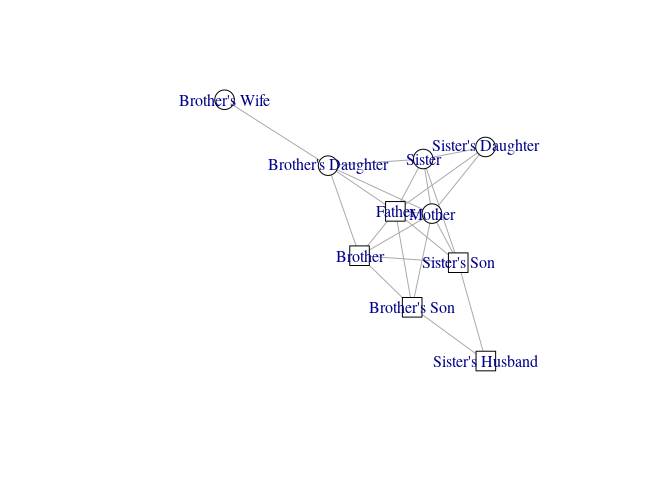 Brother's Wife
Sister's Daughter
Sister
Brother's Daughter
Father
Mother
Brother
Sister's Son
Brother's Son
Sister's Husband